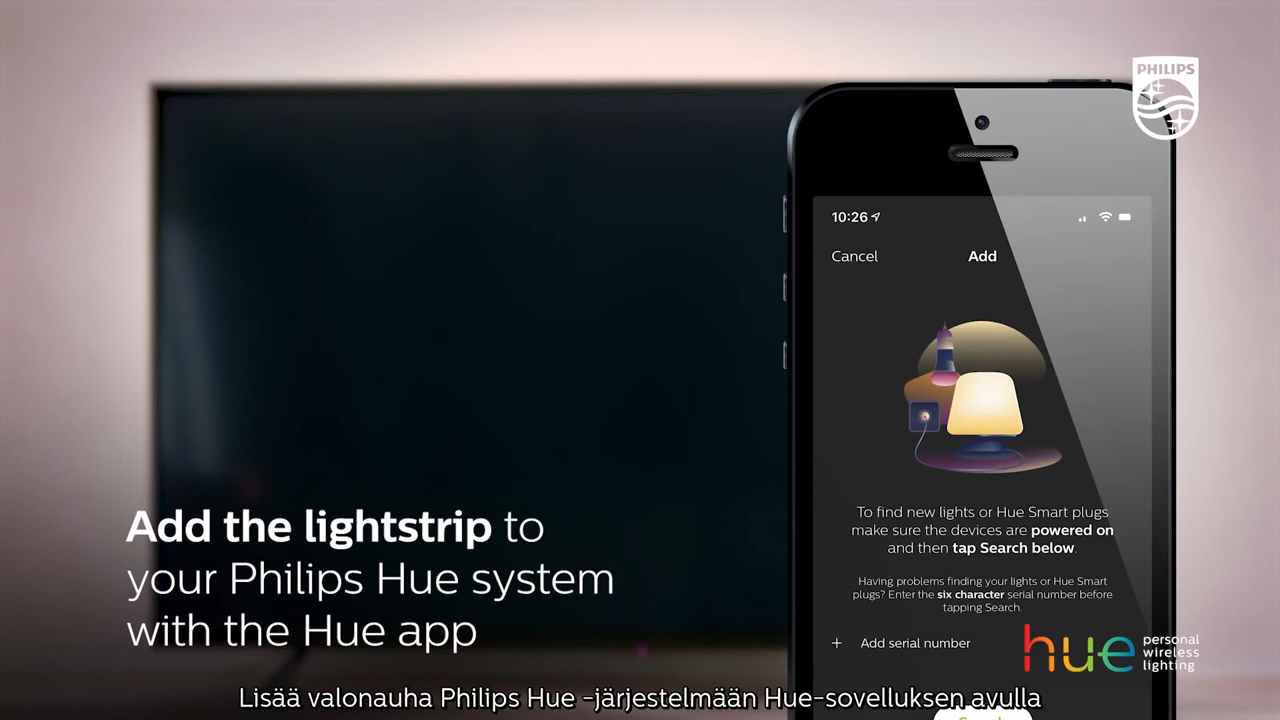 PHILIPS
10:26
Cancel
Add
To find new lights or Hue Smart plugs
make sure the devices are powered on
and then tap Search below.
Having problems finding your lights or Hue Smart
plugs? Enter the six character serial number before
tapping Search.
+ Add serial number
Add the lightstrip to
your Philips Hue system
with the Hue app
hue personal
wireless
lighting
Lisää valonauha Philips Hue -järjestelmään Hue-sovelluksen avulla